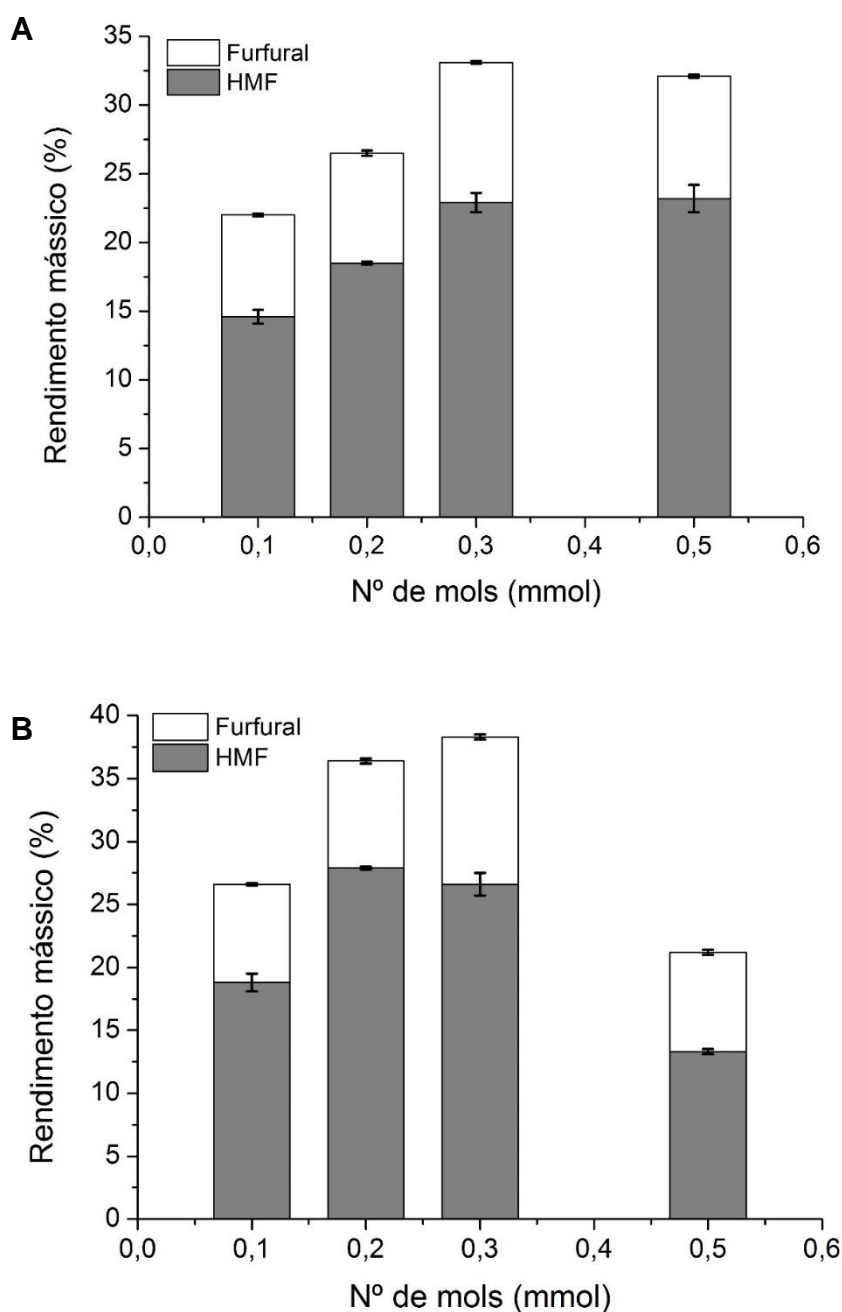 A
Furfural
HMF
35
30
25
20
15
10
5
0
Rendimento mássico (%)
0,0 0,1 0,2 0,3 0,4 0,5 0,6
Nº de mols (mmol)
B
Furfural
HMF
40
35
30
25
20
15
10
5
0
Rendimento mássico (%)
0,0 0,1 0,2 0,3 0,4 0,5 0,6
Nº de mols (mmol)